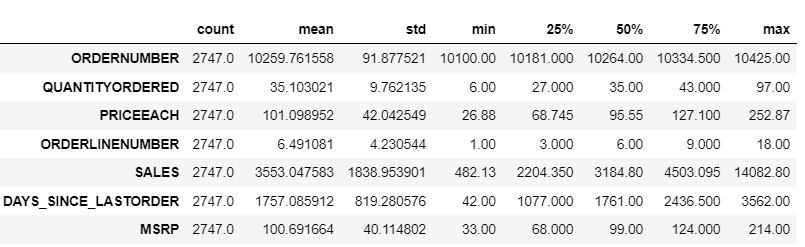 count mean std min 25% 50% 75% max
ORDERNUMBER 2747.0 10259.761558 91.877521 10100.00 10181.000 10264.00 10334.500 10425.00
QUANTITYORDERED 2747.0 35.103021 9.762135 6.00 27.000 35.00 43.000 97.00
PRICEEACH 2747.0 101.098952 42.042549 26.88 68.745 95.55 127.100 252.87
ORDERLINENUMBER 2747.0 6.491081 4.230544 1.00 3.000 6.00 9.000 18.00
SALES 2747.0 3553.047583 1838.953901 482.13 2204.350 3184.80 4503.095 14082.80
DAYS_SINCE_LASTORDER 2747.0 1757.085912 819.280576 42.00 1077.000 1761.00 2436.500 3562.00
MSRP 2747.0 100.691664 40.114802 33.00 68.000 99.00 124.000 214.00